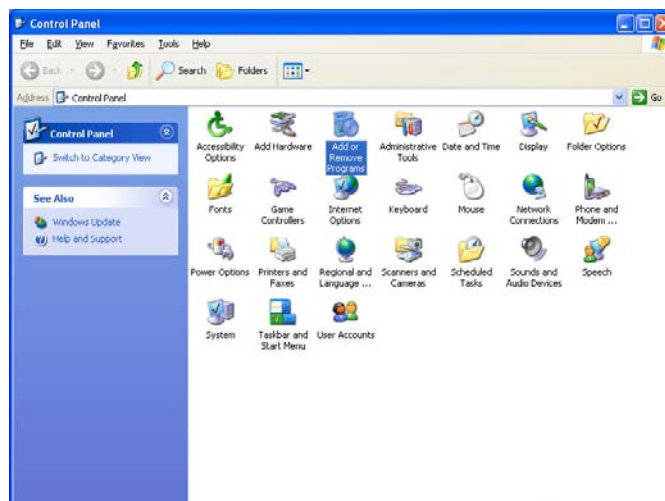 Control Panel
File Edit View Favorites Tools Help
Back Search Folders
Address Control Panel Go
Control Panel
Switch to Category View
See Also
Windows Update
Help and Support
Accessibility Options
Add Hardware
Add or Remove Programs
Administrative Tools
Date and Time
Display
Folder Options
Fonts
Game Controllers
Internet Options
Keyboard
Mouse
Network Connections
Phone and Modem ...
Power Options
Printers and Faxes
Regional and Language ...
Scanners and Cameras
Scheduled Tasks
Sounds and Audio Devices
Speech
System
Taskbar and Start Menu
User Accounts